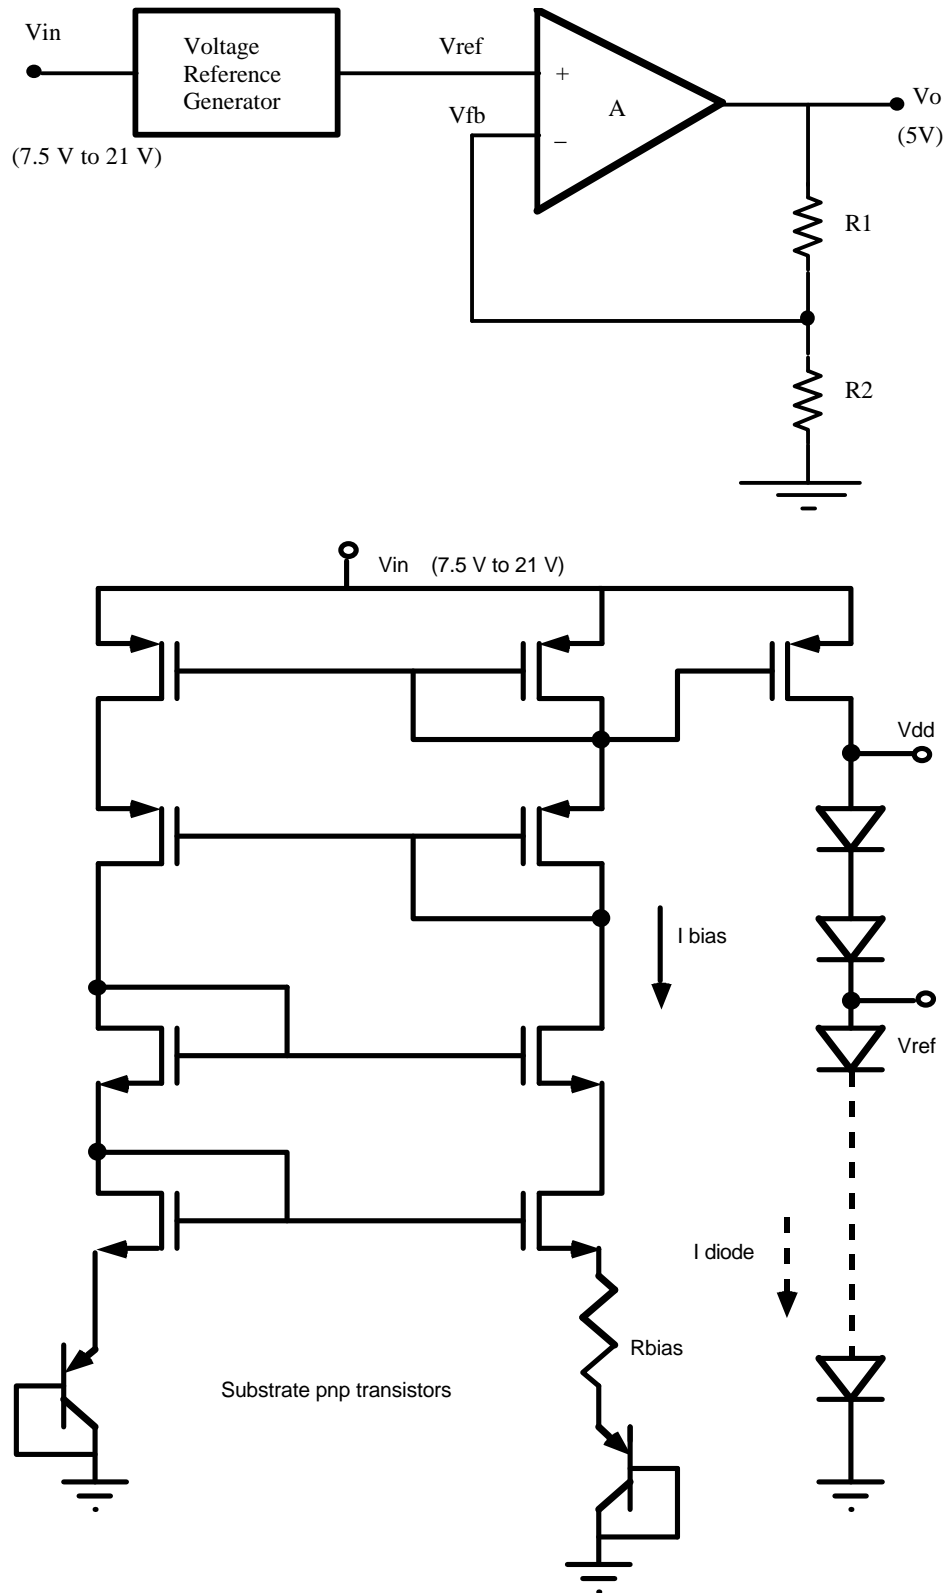 Vin
Voltage
Reference
Generator
Vref
+
A
Vo
Vfb
–
(5V)
(7.5 V to 21 V)
R1
R2
Vin (7.5 V to 21 V)
Vdd
I bias
Vref
I diode
Rbias
Substrate pnp transistors